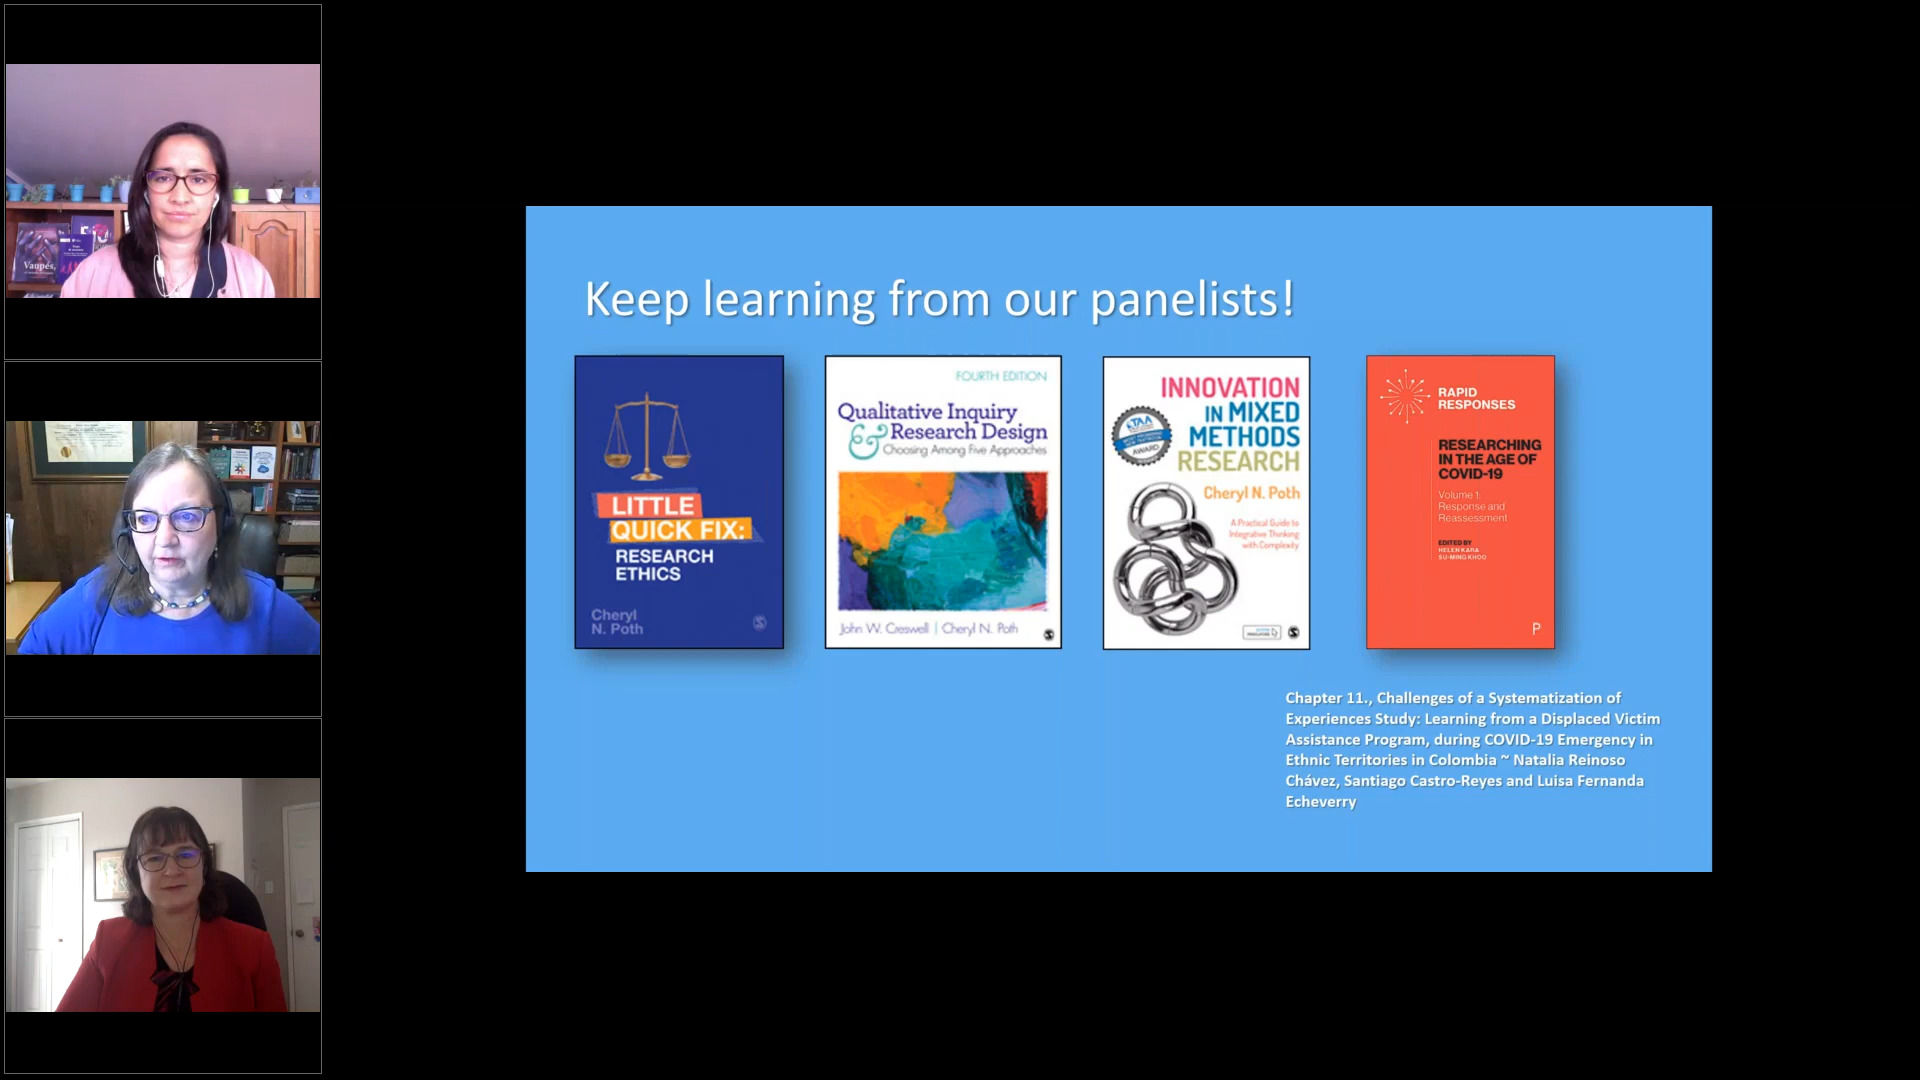 Vaupés,
Keep learning from our panelists!
LITTLE
QUICK FIX:
RESEARCH
ETHICS
Cheryl
N. Poth
FOURTH EDITION
Qualitative Inquiry
& Research Design
Choosing Among Five Approaches
John W. Creswell | Cheryl N. Poth
INNOVATION
IN MIXED
METHODS
RESEARCH
TAA
AWARD
Cheryl N. Poth
A Practical Guide to
Integrative Thinking
with Complexity
RAPID
RESPONSES
RESEARCHING
IN THE AGE OF
COVID-19
Volume 1:
Response and
Reassessment
EDITED BY
HELEN KARA
SU-MING KHOO
P
Chapter 11., Challenges of a Systematization of
Experiences Study: Learning from a Displaced Victim
Assistance Program, during COVID-19 Emergency in
Ethnic Territories in Colombia ~ Natalia Reinoso
Chávez, Santiago Castro-Reyes and Luisa Fernanda
Echeverry